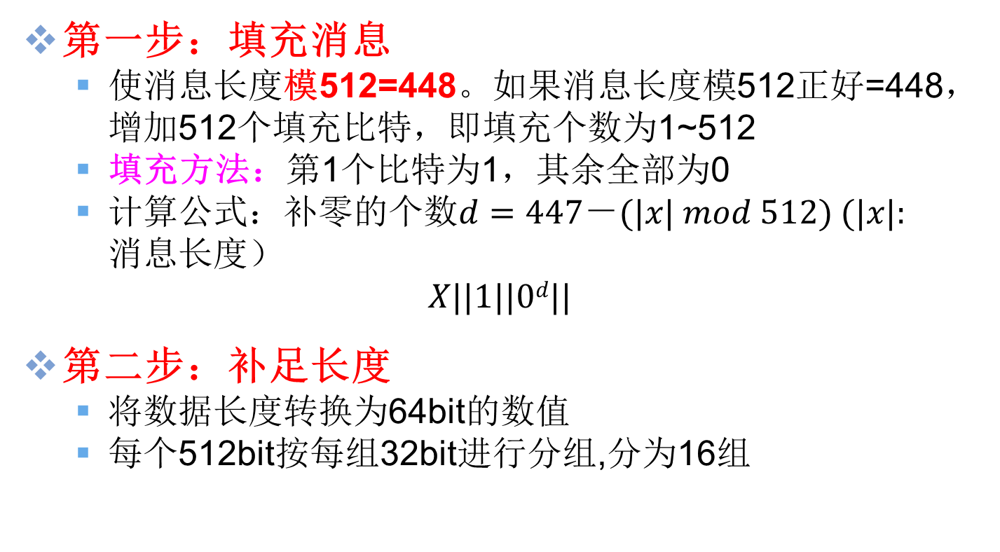 第一步：填充消息
使消息长度模512=448。如果消息长度模512正好=448，
增加512个填充比特，即填充个数为1~512
填充方法：第1个比特为1，其余全部为0
计算公式：补零的个数𝑑 = 447－(|𝑥| 𝑚𝑜𝑑 512) (|𝑥|:
消息长度）
𝑋||1||0ᵈ||
第二步：补足长度
将数据长度转换为64bit的数值
每个512bit按每组32bit进行分组,分为16组